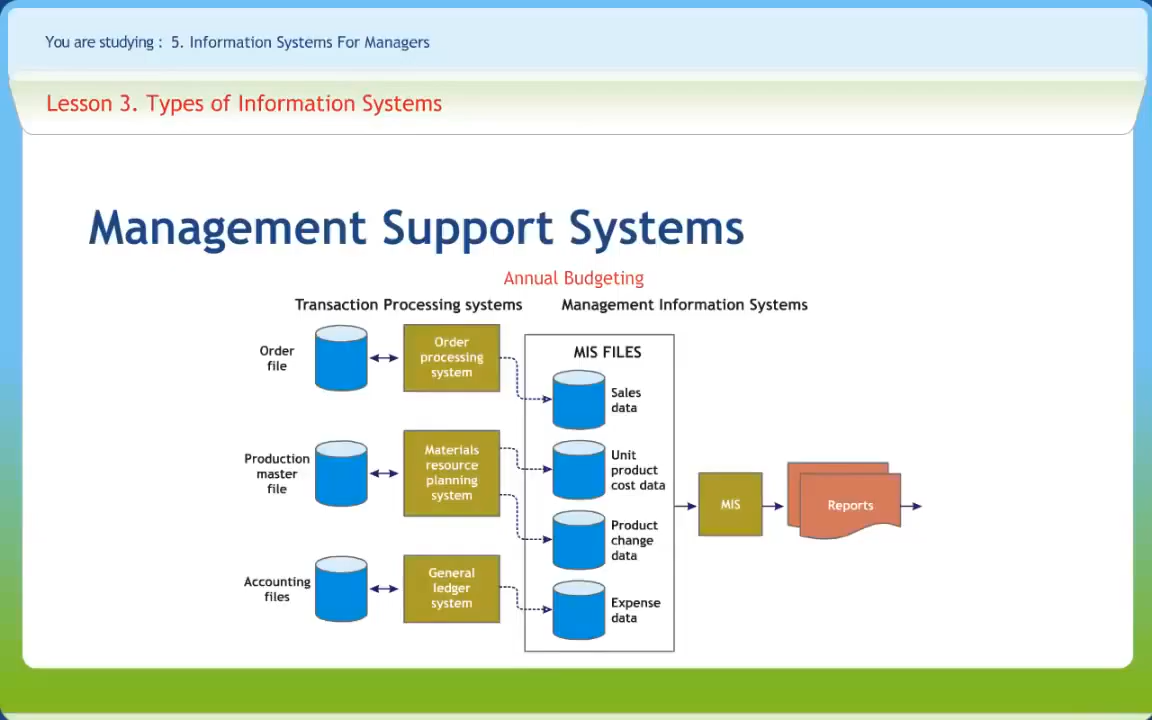 You are studying : 5. Information Systems For Managers
Lesson 3. Types of Information Systems
Management Support Systems
Annual Budgeting
Transaction Processing systems
Management Information Systems
Order
file
Order
processing
system
MIS FILES
Sales
data
Production
master
file
Materials
resource
planning
system
Unit
product
cost data
Product
change
data
MIS
Reports
Accounting
files
General
ledger
system
Expense
data